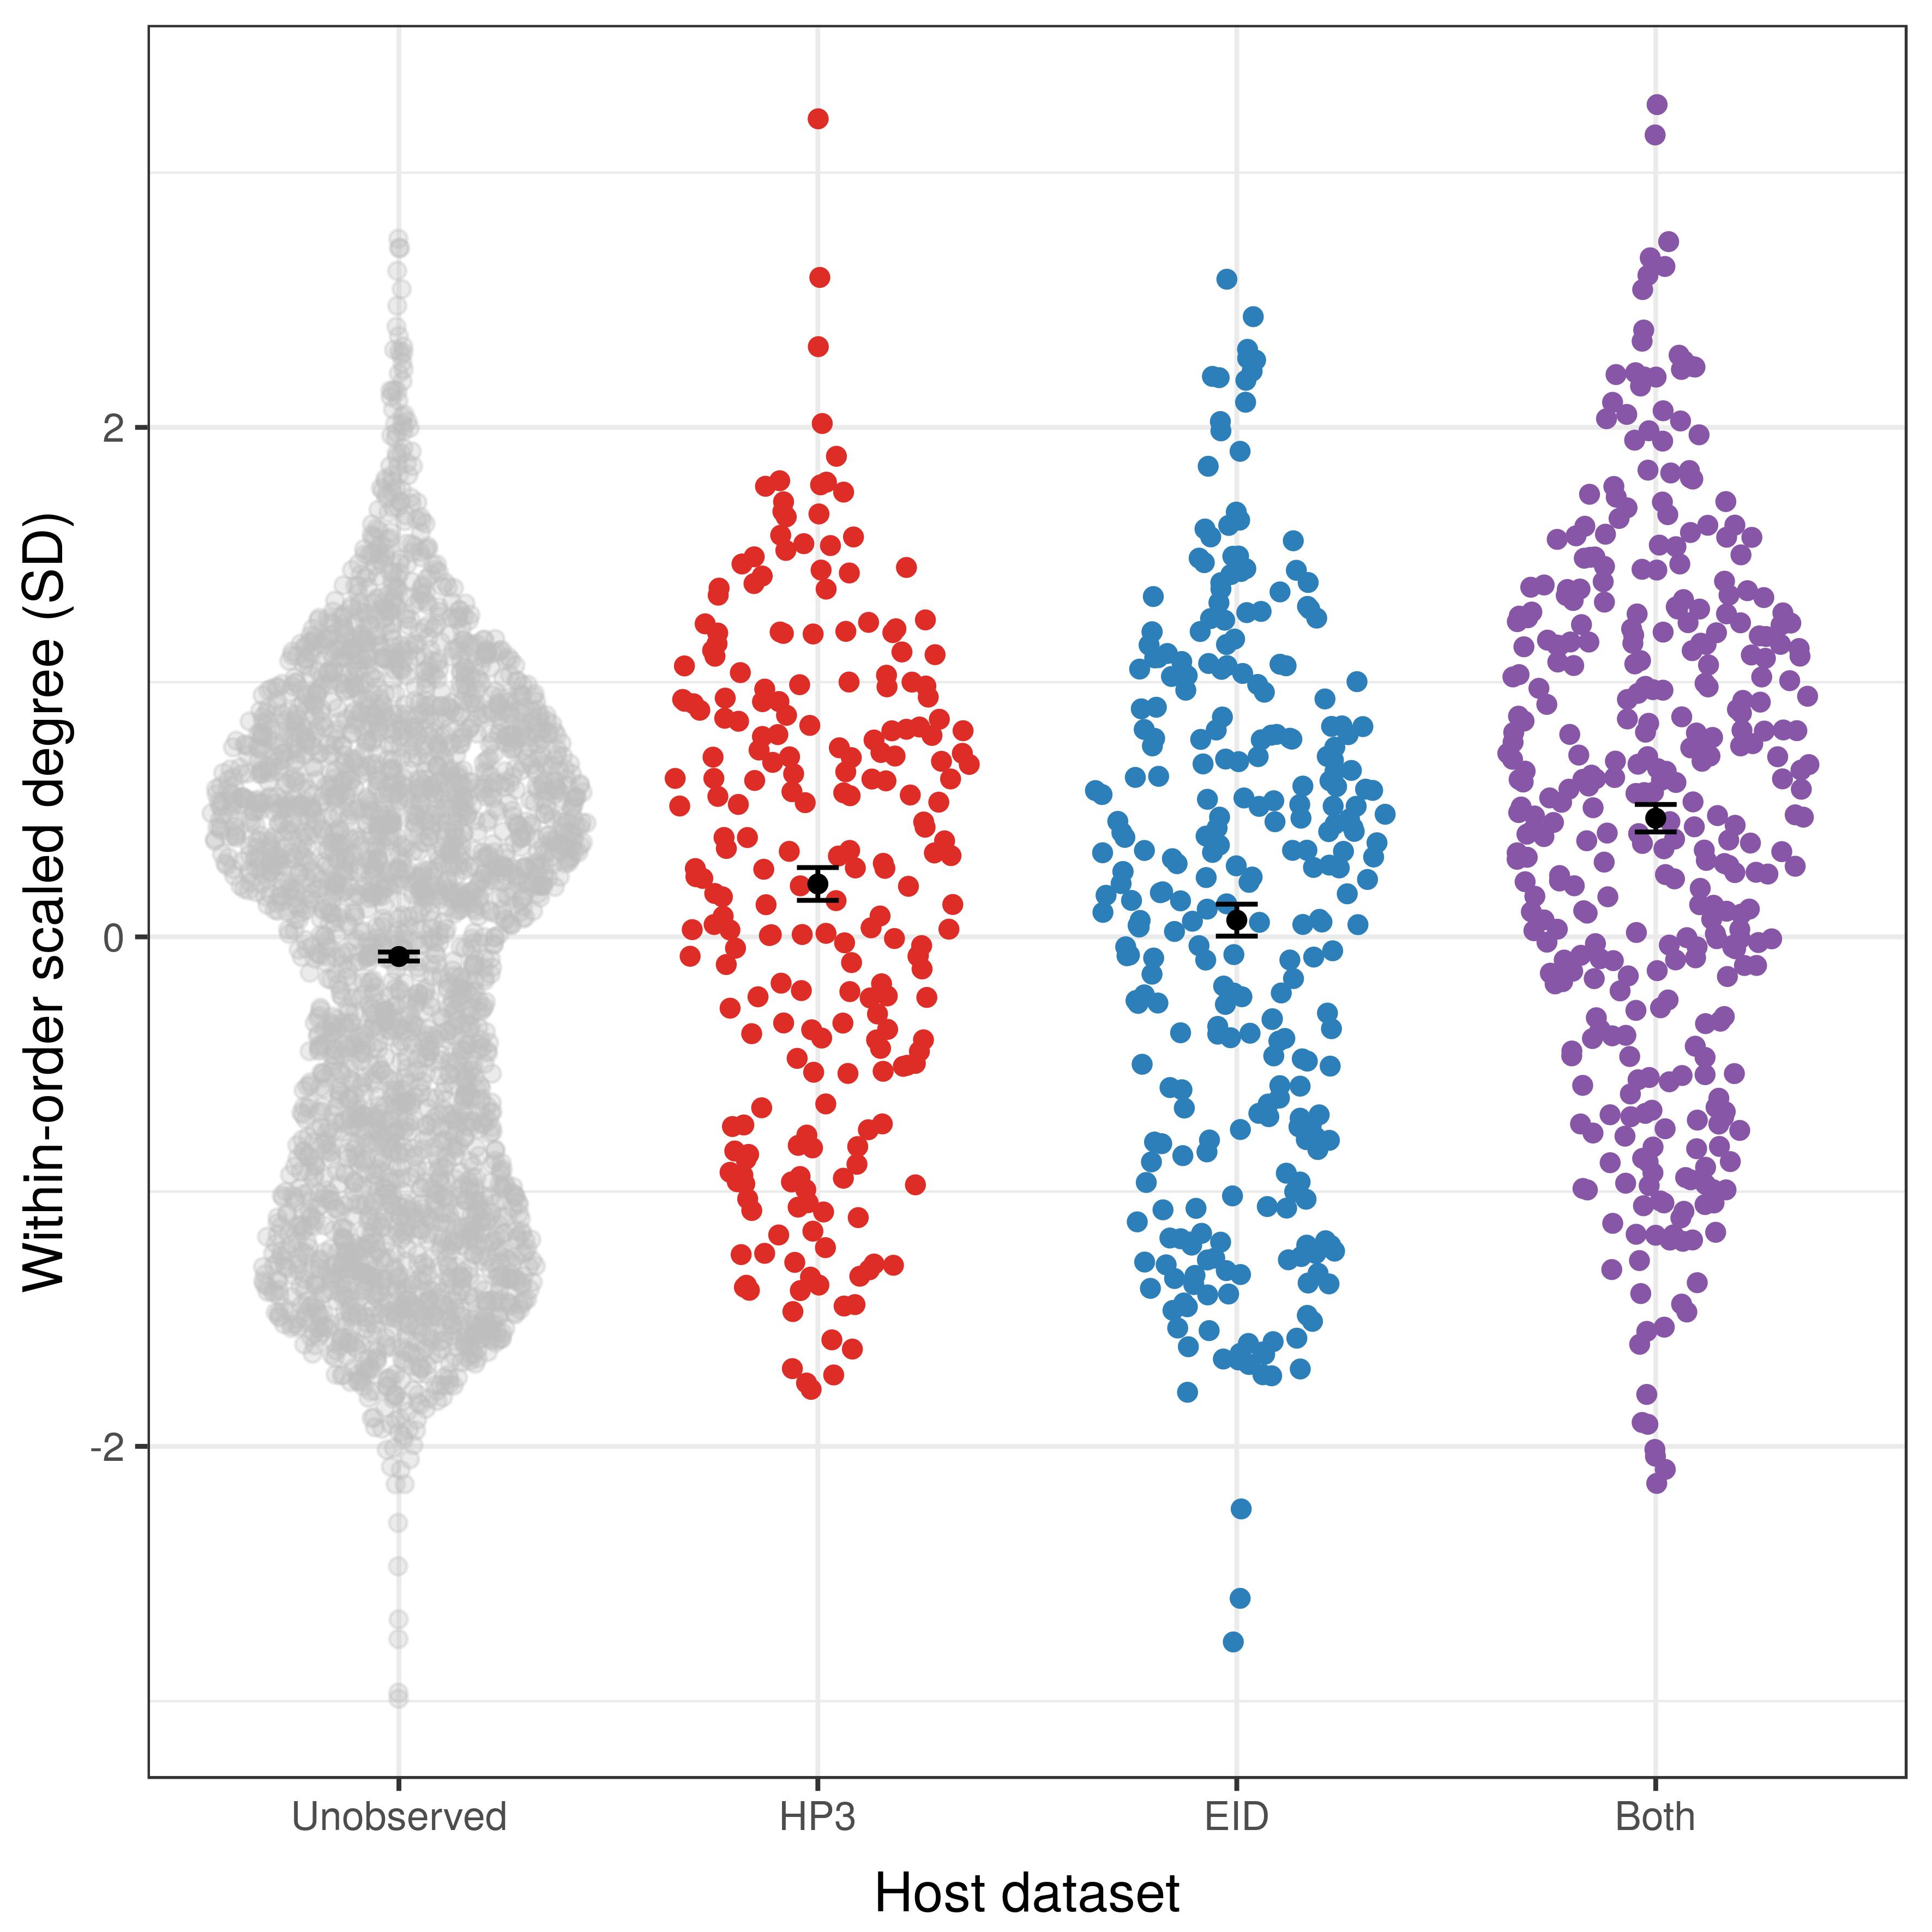 Within-order scaled degree (SD)
2
0
-2
Unobserved HP3 EID Both
Host dataset